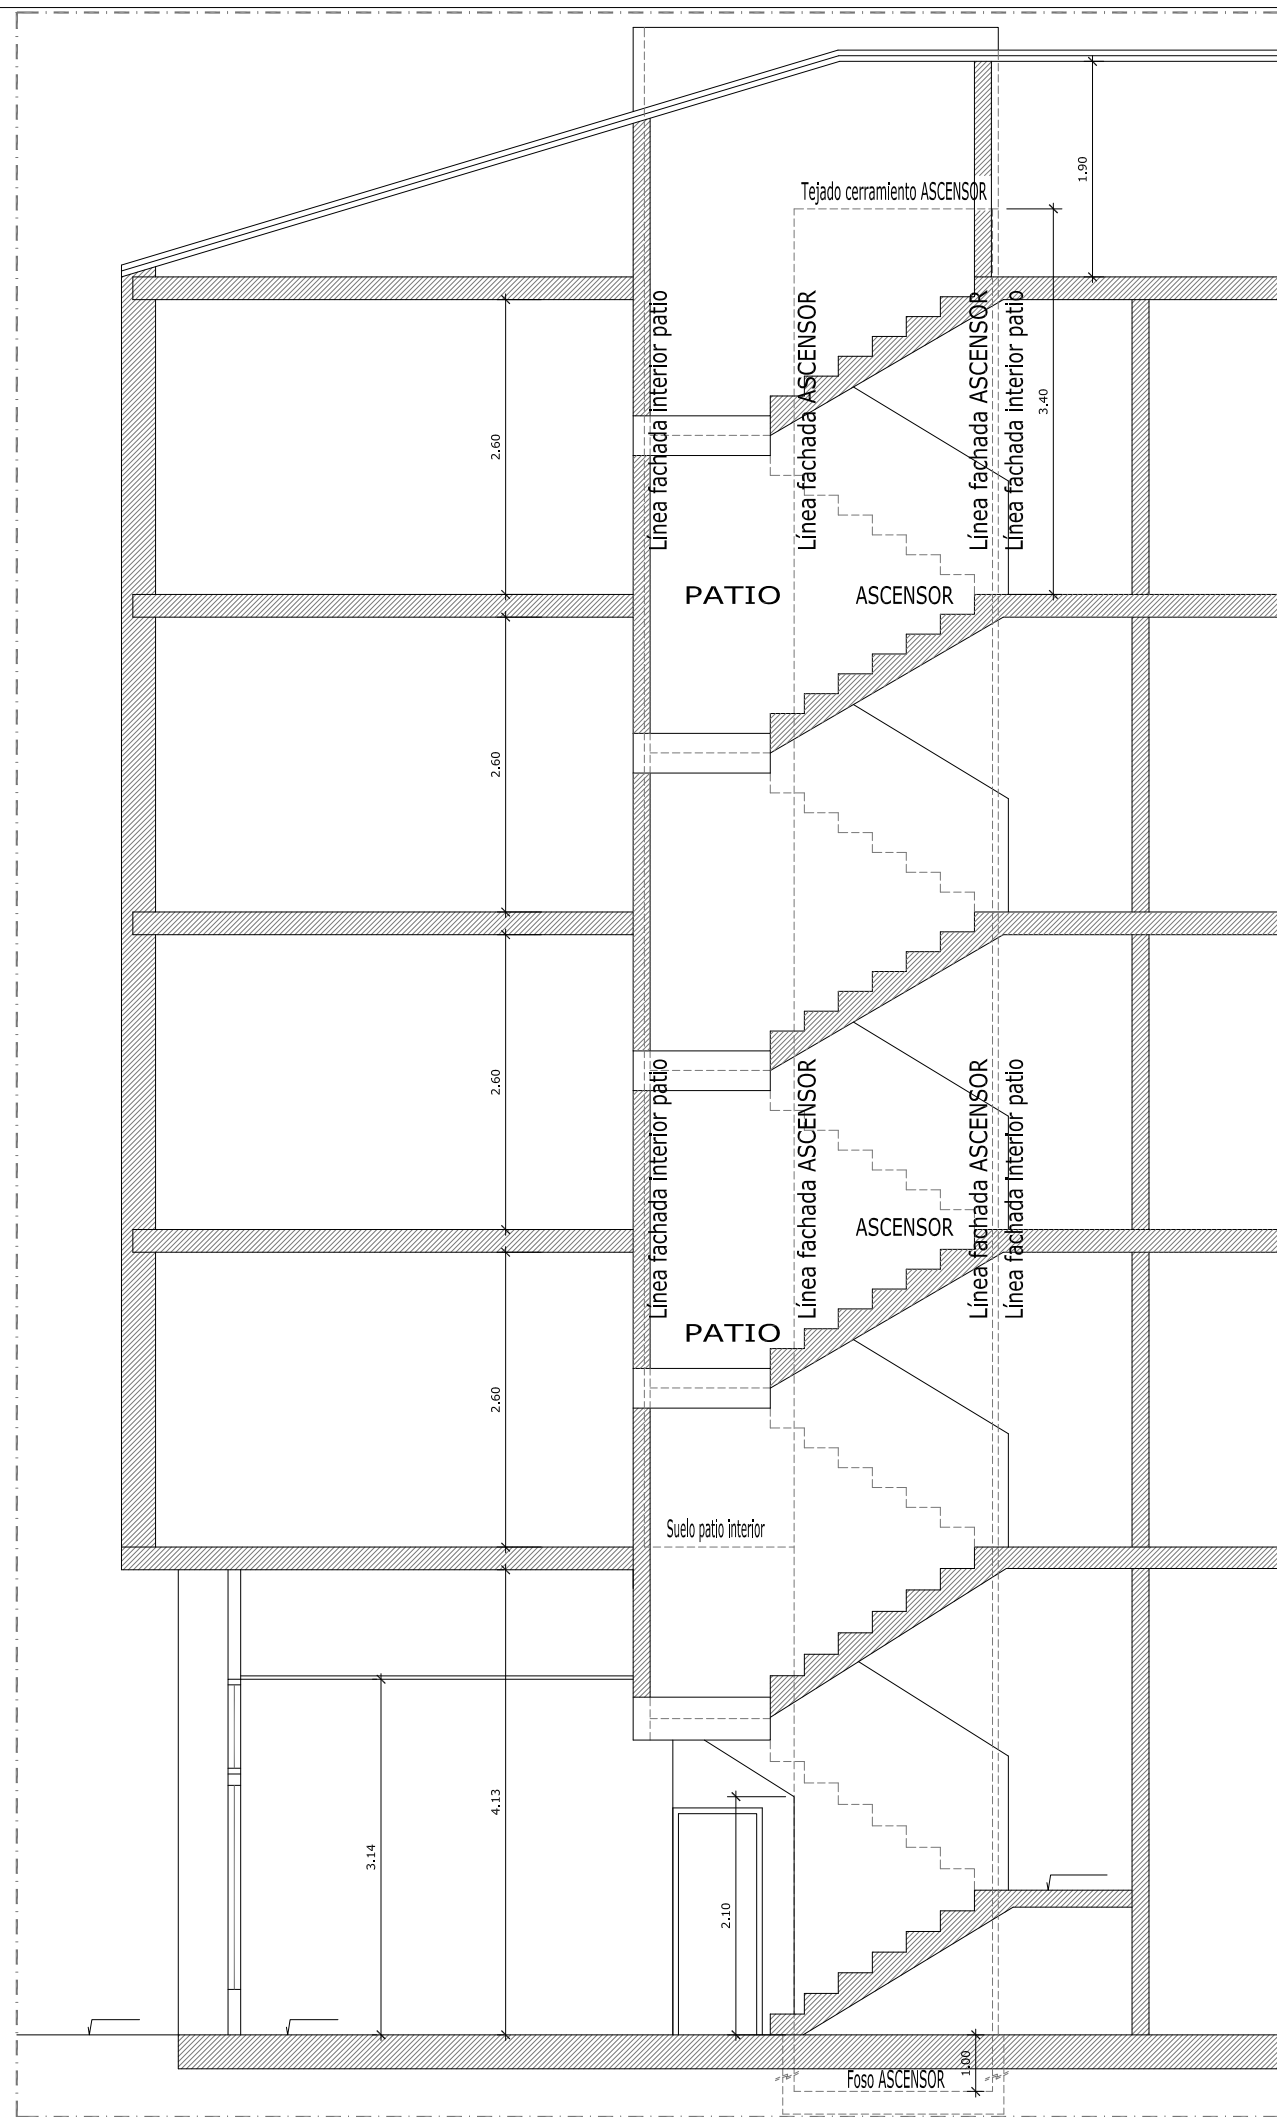 1.90
Tejado cerramiento ASCENSOR
Línea fachada interior patio
Línea fachada ASCENSOR
Línea fachada ASCENSOR
Línea fachada interior patio
3.40
2.60
PATIO
ASCENSOR
2.60
2.60
Línea fachada interior patio
Línea fachada ASCENSOR
Línea fachada ASCENSOR
Línea fachada interior patio
ASCENSOR
PATIO
2.60
Suelo patio interior
4.13
3.14
2.10
1.00
Foso ASCENSOR